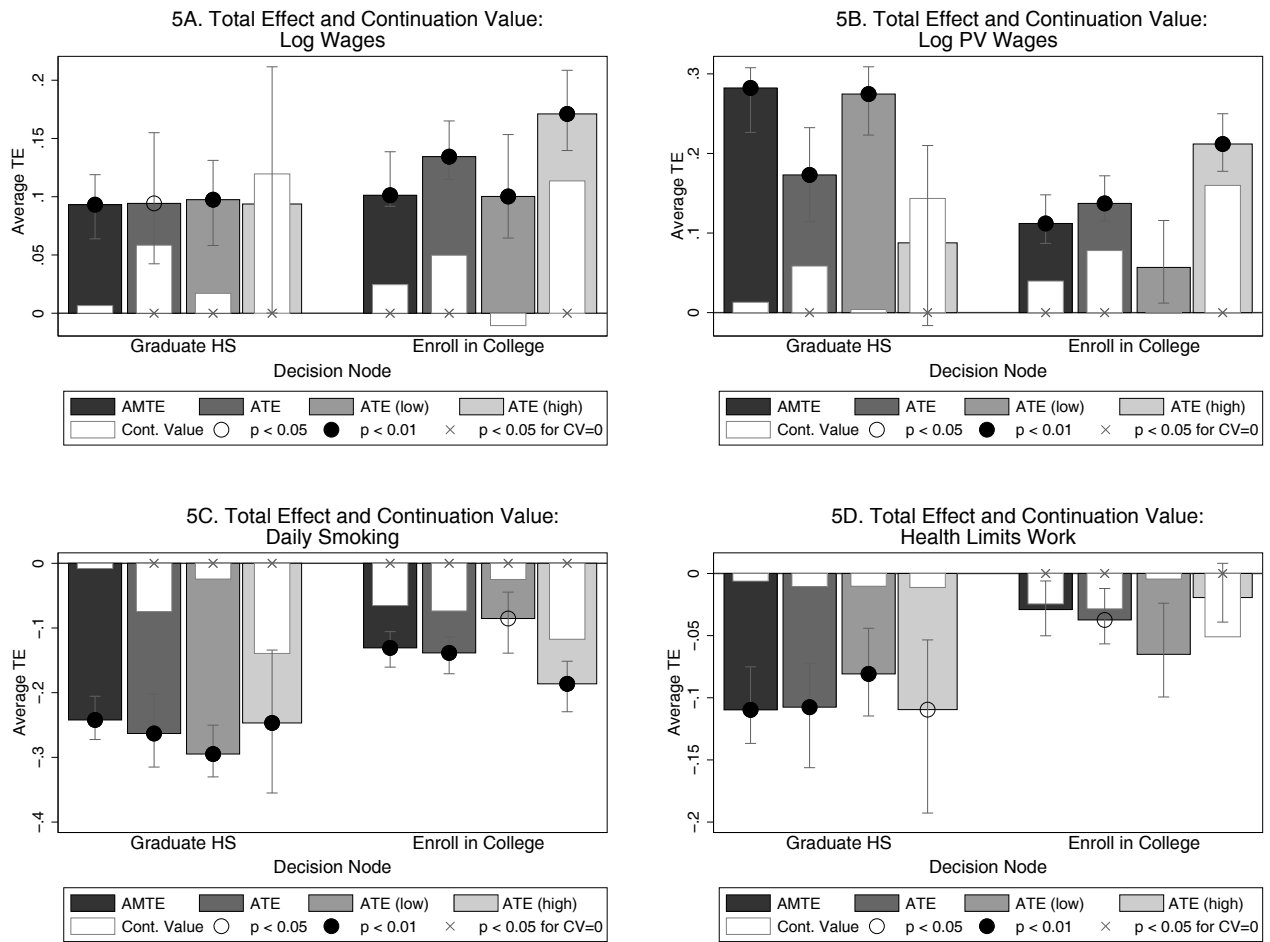 5A. Total Effect and Continuation Value:
Log Wages
Average TE
.2
.15
.1
.05
0
Graduate HS
Enroll in College
Decision Node
AMTE
ATE
ATE (low)
ATE (high)
Cont. Value
p < 0.05
p < 0.01
p < 0.05 for CV=0
5B. Total Effect and Continuation Value:
Log PV Wages
Average TE
.3
.2
.1
0
Graduate HS
Enroll in College
Decision Node
AMTE
ATE
ATE (low)
ATE (high)
Cont. Value
p < 0.05
p < 0.01
p < 0.05 for CV=0
5C. Total Effect and Continuation Value:
Daily Smoking
Average TE
0
-.1
-.2
-.3
-.4
Graduate HS
Enroll in College
Decision Node
AMTE
ATE
ATE (low)
ATE (high)
Cont. Value
p < 0.05
p < 0.01
p < 0.05 for CV=0
5D. Total Effect and Continuation Value:
Health Limits Work
Average TE
0
-.05
-.1
-.15
-.2
Graduate HS
Enroll in College
Decision Node
AMTE
ATE
ATE (low)
ATE (high)
Cont. Value
p < 0.05
p < 0.01
p < 0.05 for CV=0